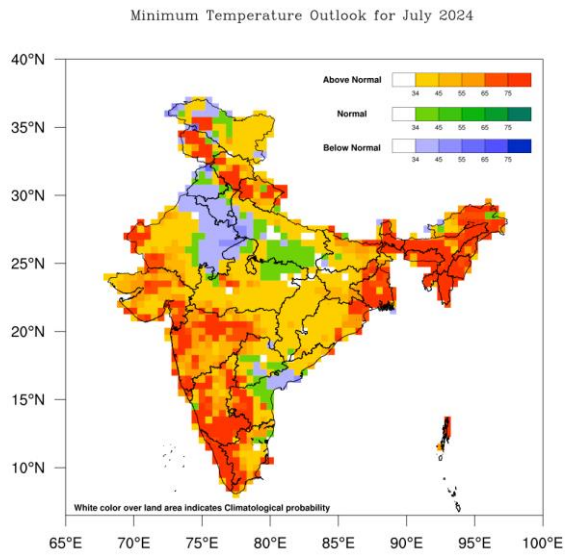 Minimum Temperature Outlook for July 2024
40°N
35°N
30°N
25°N
20°N
15°N
10°N
Above Normal
34 45 55 65 75
Normal
34 45 55 65 75
Below Normal
34 45 55 65 75
White color over land area indicates Climatological probability
65°E 70°E 75°E 80°E 85°E 90°E 95°E 100°E